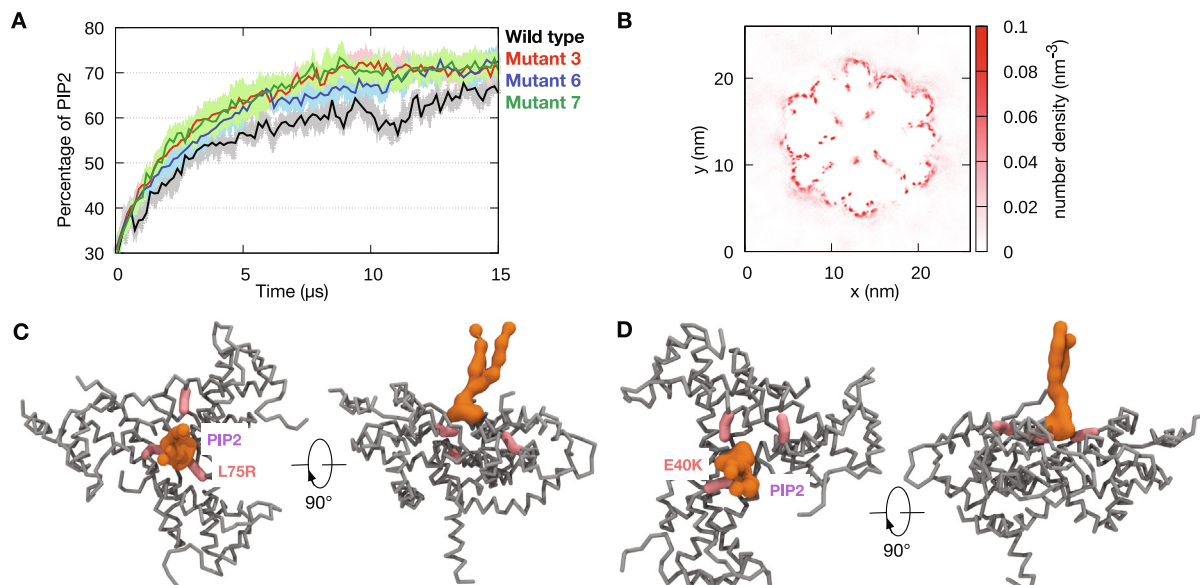 A
Percentage of PIP2
80
70
60
50
40
30
0
5
10
15
Time (μs)
Wild type
Mutant 3
Mutant 6
Mutant 7
B
y (nm)
20
10
0
0
10
20
x (nm)
0.1
0.08
0.06
0.04
0.02
0
number density (nm⁻³)
C
PIP2
L75R
90°
D
E40K
PIP2
90°